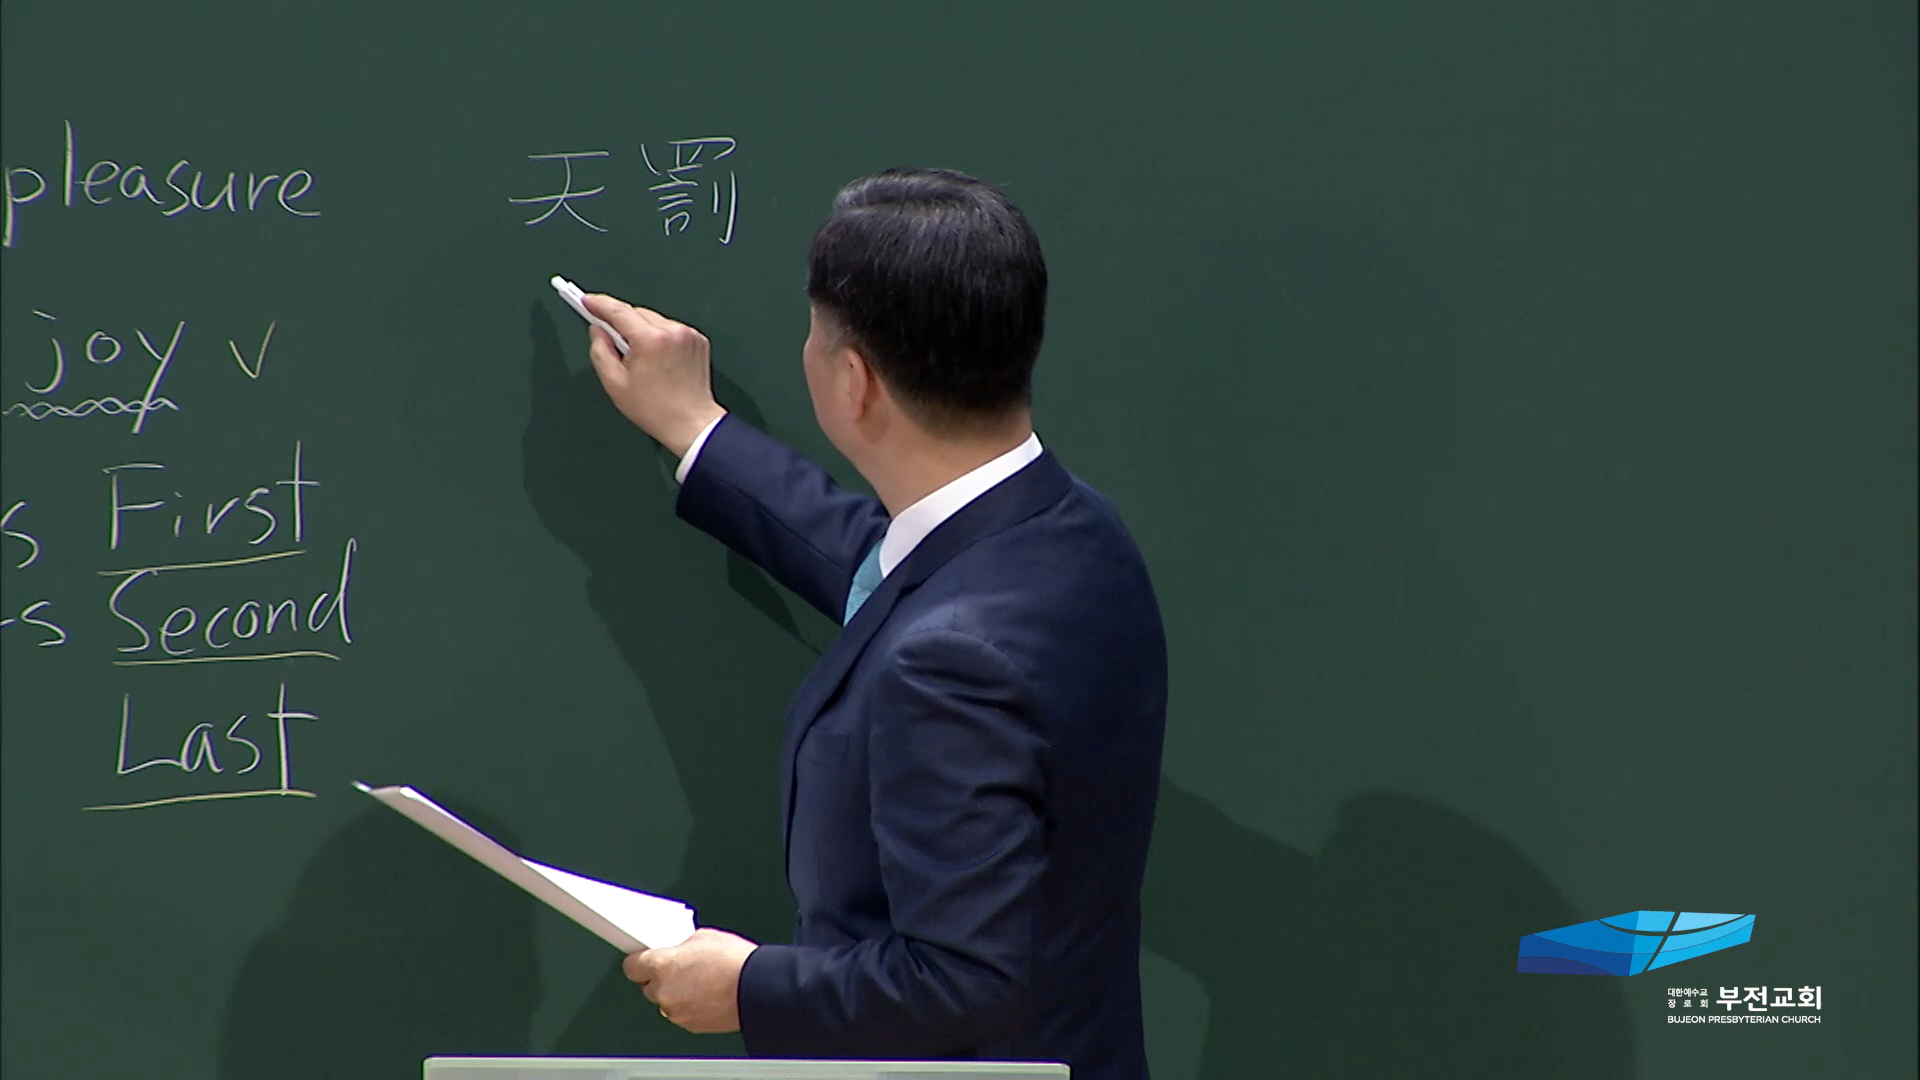 pleasure 天罰
joy v
s First
s Second
Last
대한예수교
장로회 부전교회
BUJEON PRESBYTERIAN CHURCH